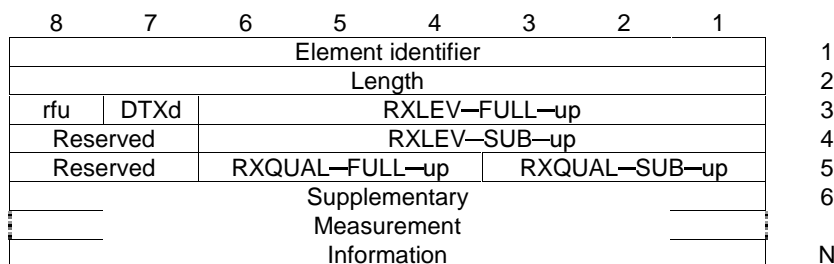 8 7 6 5 4 3 2 1
Element identifier 1
Length 2
rfu DTXd RXLEV—FULL—up 3
Reserved RXLEV—SUB—up 4
Reserved RXQUAL—FULL—up RXQUAL—SUB—up 5
Supplementary 6
Measurement
Information N